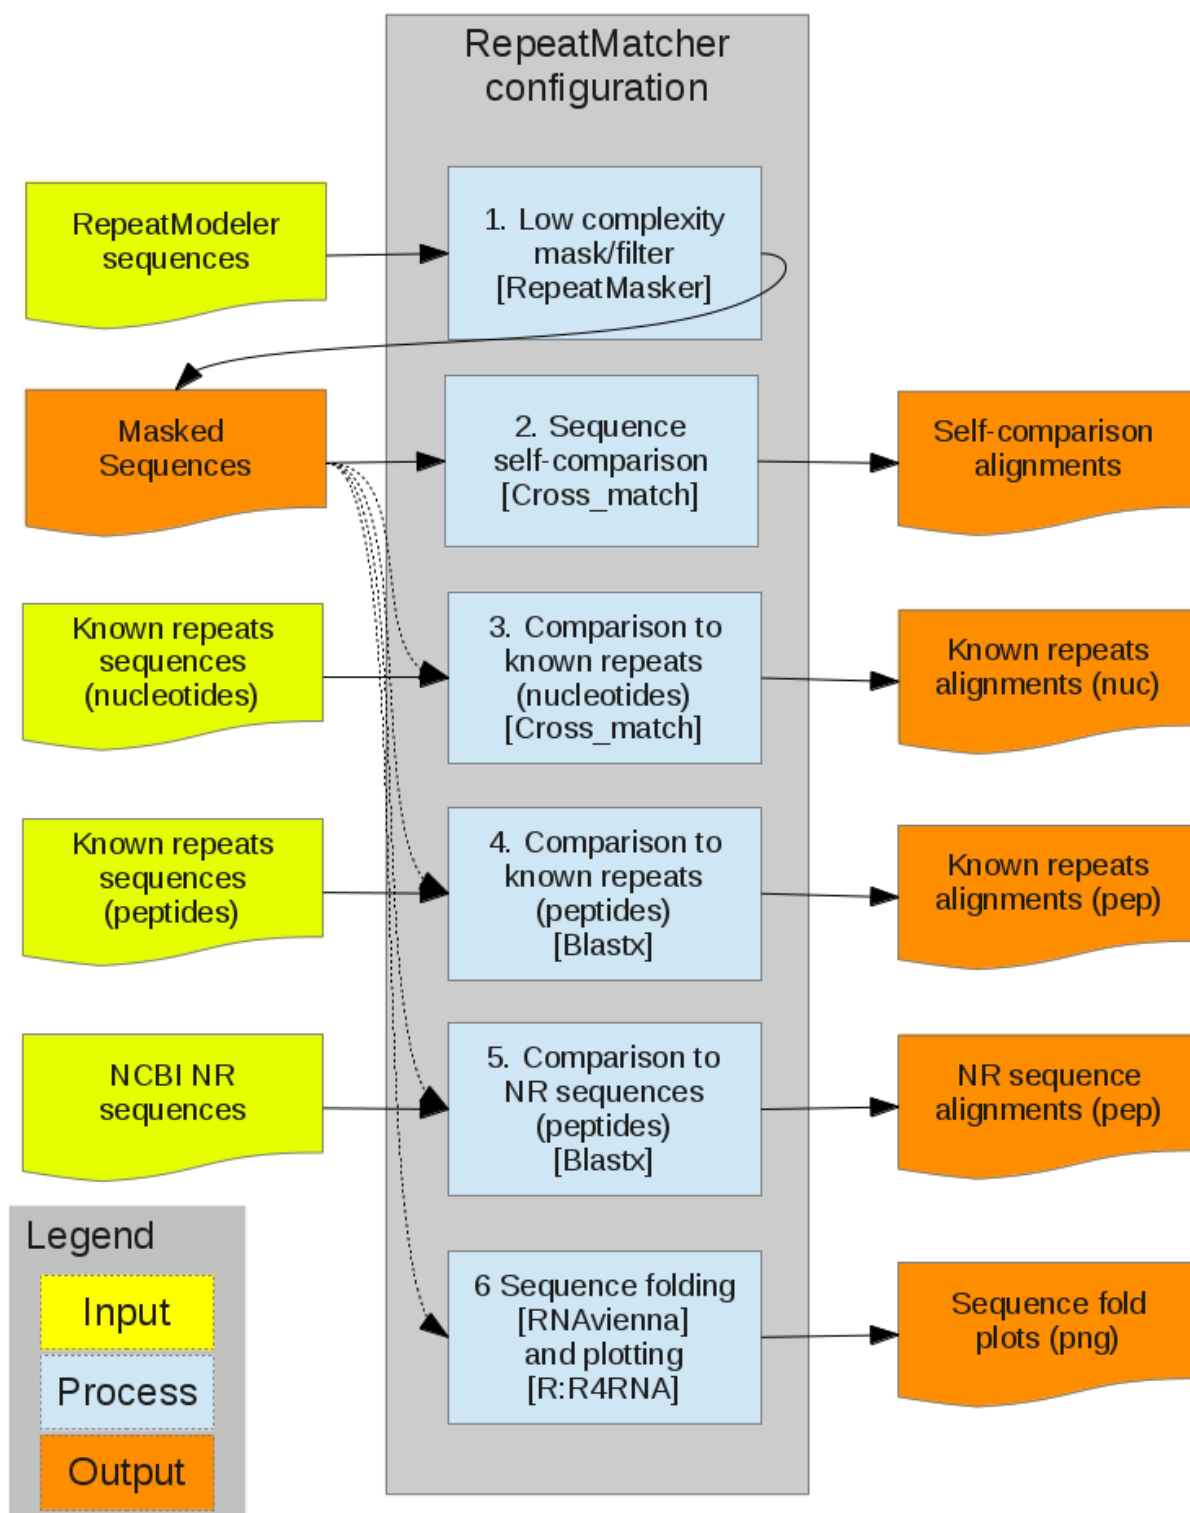 RepeatMatcher
configuration
RepeatModeler
sequences
1. Low complexity
mask/filter
[RepeatMasker]
Masked
Sequences
2. Sequence
self-comparison
[Cross_match]
Self-comparison
alignments
Known repeats
sequences
(nucleotides)
3. Comparison to
known repeats
(nucleotides)
[Cross_match]
Known repeats
alignments (nuc)
Known repeats
sequences
(peptides)
4. Comparison to
known repeats
(peptides)
[Blastx]
Known repeats
alignments (pep)
NCBI NR
sequences
5. Comparison to
NR sequences
(peptides)
[Blastx]
NR sequence
alignments (pep)
6 Sequence folding
[RNAvienna]
and plotting
[R:R4RNA]
Sequence fold
plots (png)
Legend
Input
Process
Output